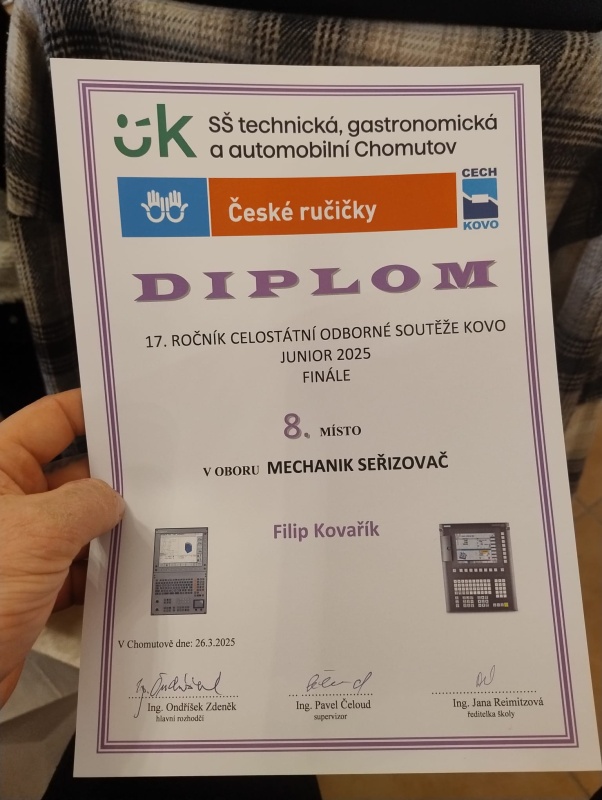 úk SŠ technická, gastronomická
a automobilní Chomutov
České ručičky
CECH
KOVO
DIPLOM
17. ROČNÍK CELOSTÁTNÍ ODBORNÉ SOUTĚŽE KOVO
JUNIOR 2025
FINÁLE
8. MÍSTO
V OBORU MECHANIK SEŘIZOVAČ
Filip Kovařík
V Chomutově dne: 26.3.2025
Ing. Ondříšek Zdeněk
hlavní rozhodčí
Ing. Pavel Čeloud
supervizor
Ing. Jana Reimitzová
ředitelka školy